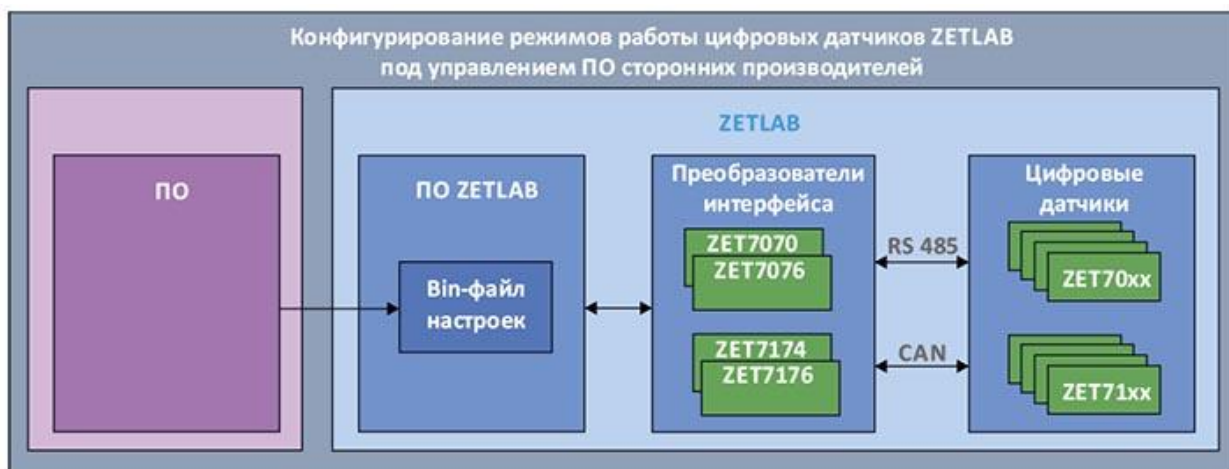 Конфигурирование режимов работы цифровых датчиков ZETLAB
под управлением ПО сторонних производителей
ZETLAB
ПО
ПО ZETLAB
Bin-файл
настроек
Преобразователи
интерфейса
ZET7070
ZET7076
ZET7174
ZET7176
RS 485
CAN
Цифровые
датчики
ZET70xx
ZET71xx